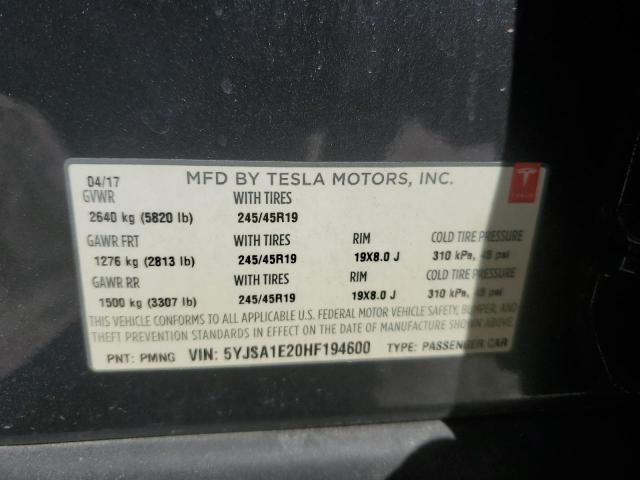 04/17 MFD BY TESLA MOTORS, INC.
GVWR WITH TIRES
2640 kg (5820 lb) 245/45R19
GAWR FRT WITH TIRES RIM COLD TIRE PRESSURE
1276 kg (2813 lb) 245/45R19 19X8.0 J 310 kPa, 45 psi
GAWR RR WITH TIRES RIM COLD TIRE PRESSURE
1500 kg (3307 lb) 245/45R19 19X8.0 J 310 kPa, 45 psi
THIS VEHICLE CONFORMS TO ALL APPLICABLE U.S. FEDERAL MOTOR VEHICLE SAFETY, BUMPER, AND
THEFT PREVENTION STANDARDS IN EFFECT ON THE DATE OF MANUFACTURE SHOWN ABOVE.
PNT: PMNG VIN: 5YJSA1E20HF194600 TYPE: PASSENGER CAR